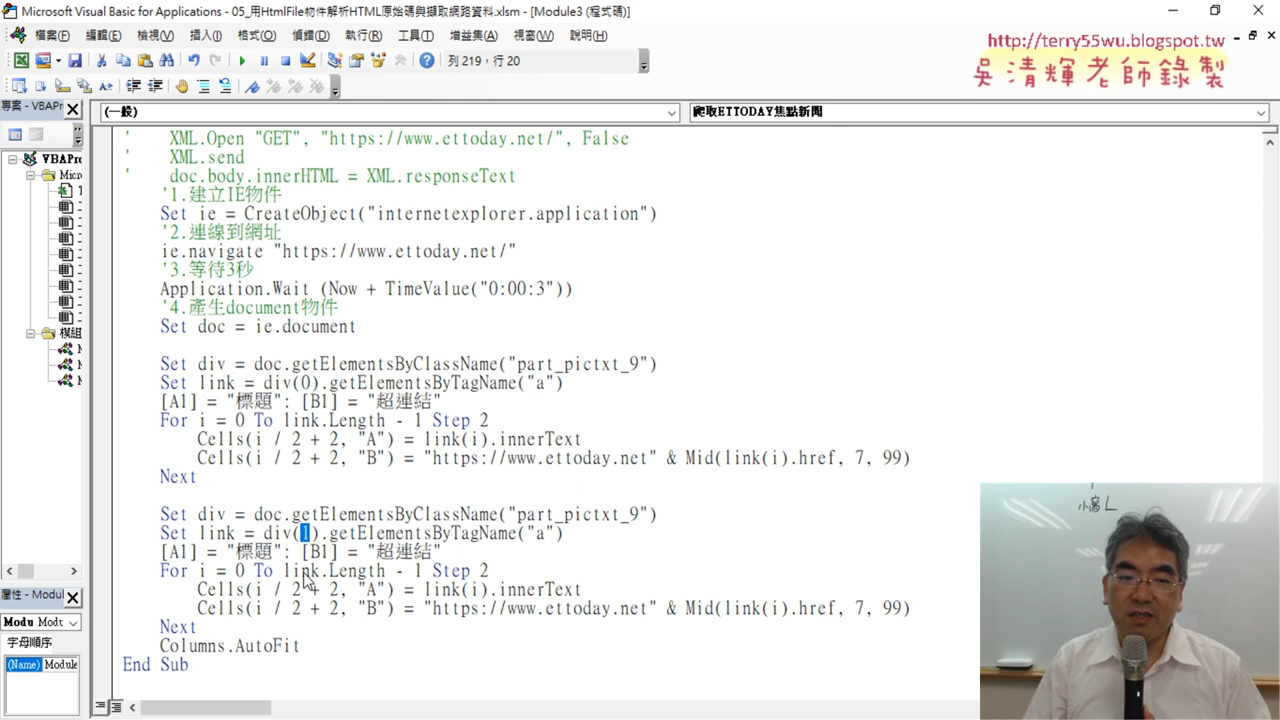 Microsoft Visual Basic for Applications - 05_用HtmlFile物件解析HTML原始碼與擷取網路資料.xlsm - [Module3 (程式碼)]
http://terry55wu.blogspot.tw
吳清輝老師錄製
檔案(F) 編輯(E) 檢視(V) 插入(I) 格式(O) 偵錯(D) 執行(R) 工具(T) 增益集(A) 視窗(W) 說明(H)
列 219，行 20
專案 - VBAPr
(一般)
爬取ETTODAY焦點新聞
VBAPro
Micro
模組
' XML.Open "GET", "https://www.ettoday.net/", False
' XML.send
' doc.body.innerHTML = XML.responseText
'1.建立IE物件
Set ie = CreateObject("internetexplorer.application")
'2.連線到網址
ie.navigate "https://www.ettoday.net/"
'3.等待3秒
Application.Wait (Now + TimeValue("0:00:3"))
'4.產生document物件
Set doc = ie.document
Set div = doc.getElementsByClassName("part_pictxt_9")
Set link = div(0).getElementsByTagName("a")
[A1] = "標題": [B1] = "超連結"
For i = 0 To link.Length - 1 Step 2
Cells(i / 2 + 2, "A") = link(i).innerText
Cells(i / 2 + 2, "B") = "https://www.ettoday.net" & Mid(link(i).href, 7, 99)
Next
Set div = doc.getElementsByClassName("part_pictxt_9")
Set link = div(1).getElementsByTagName("a")
[A1] = "標題": [B1] = "超連結"
For i = 0 To link.Length - 1 Step 2
Cells(i / 2 + 2, "A") = link(i).innerText
Cells(i / 2 + 2, "B") = "https://www.ettoday.net" & Mid(link(i).href, 7, 99)
Next
Columns.AutoFit
End Sub
屬性 - Modul
Modu Modu
字母順序
(Name) Module